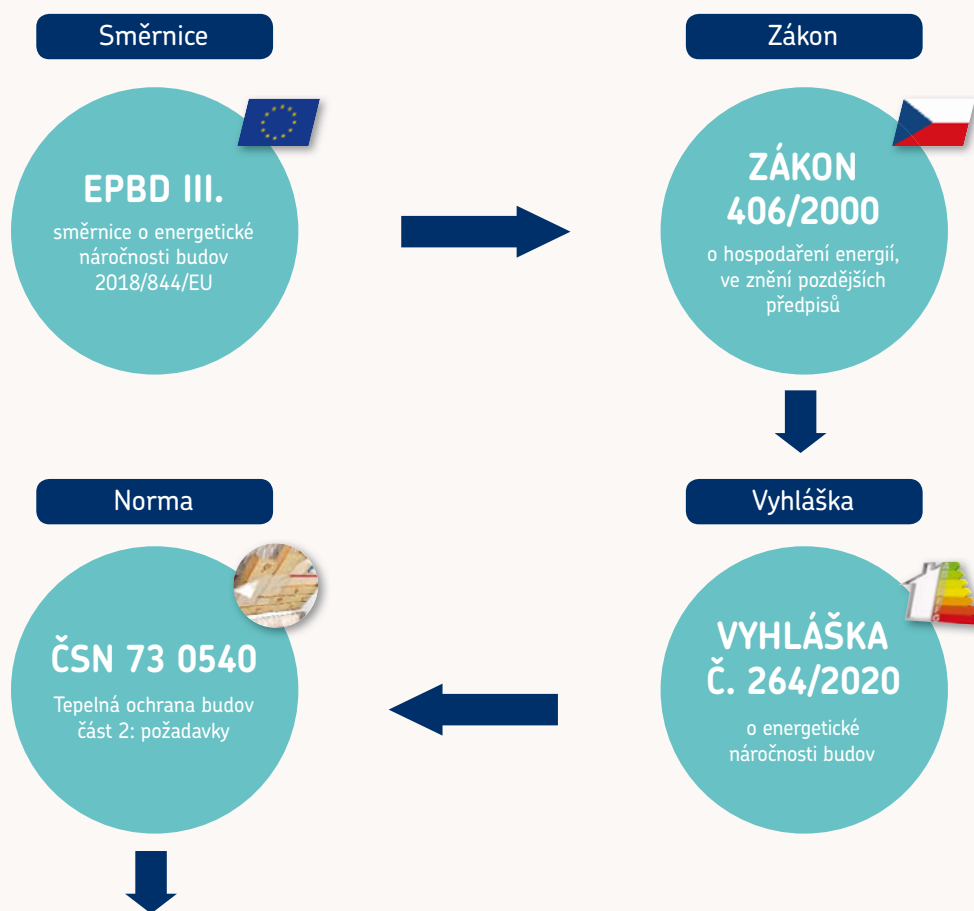 Směrnice
EPBD III.
směrnice o energetické
náročnosti budov
2018/844/EU
Zákon
ZÁKON
406/2000
o hospodaření energií,
ve znění pozdějších
předpisů
Vyhláška
VYHLÁŠKA
Č. 264/2020
o energetické
náročnosti budov
Norma
ČSN 73 0540
Tepelná ochrana budov
část 2: požadavky